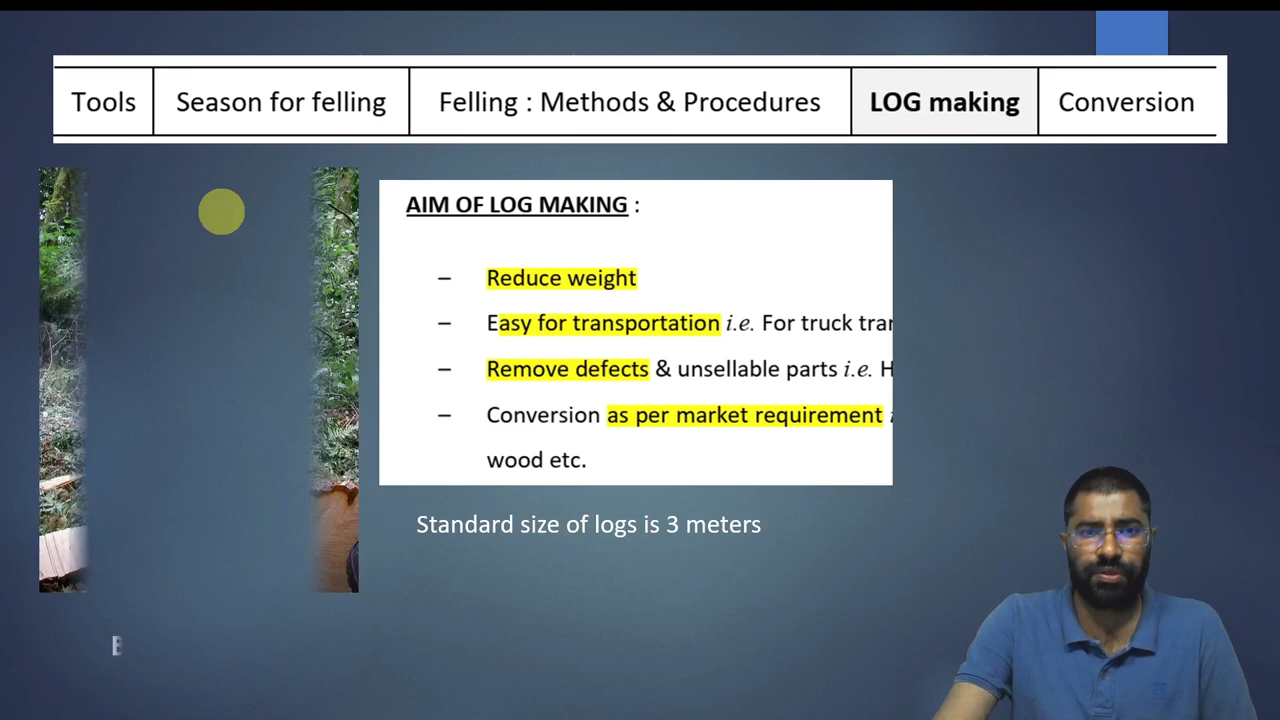 Tools Season for felling Felling : Methods & Procedures LOG making Conversion
AIM OF LOG MAKING :
– Reduce weight
– Easy for transportation i.e. For truck
– Remove defects & unsellable parts i.e.
– Conversion as per market requirement
wood etc.
Standard size of logs is 3 meters